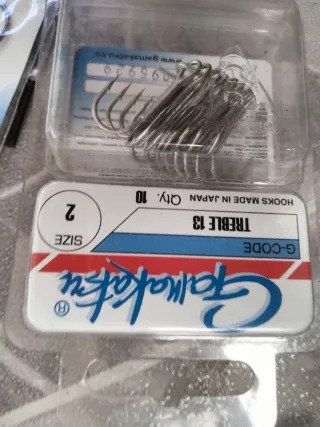 Gamakatsu®
G-CODE
TREBLE 13
SIZE
2
HOOKS MADE IN JAPAN Qty. 10
www.gamakatsu.eu